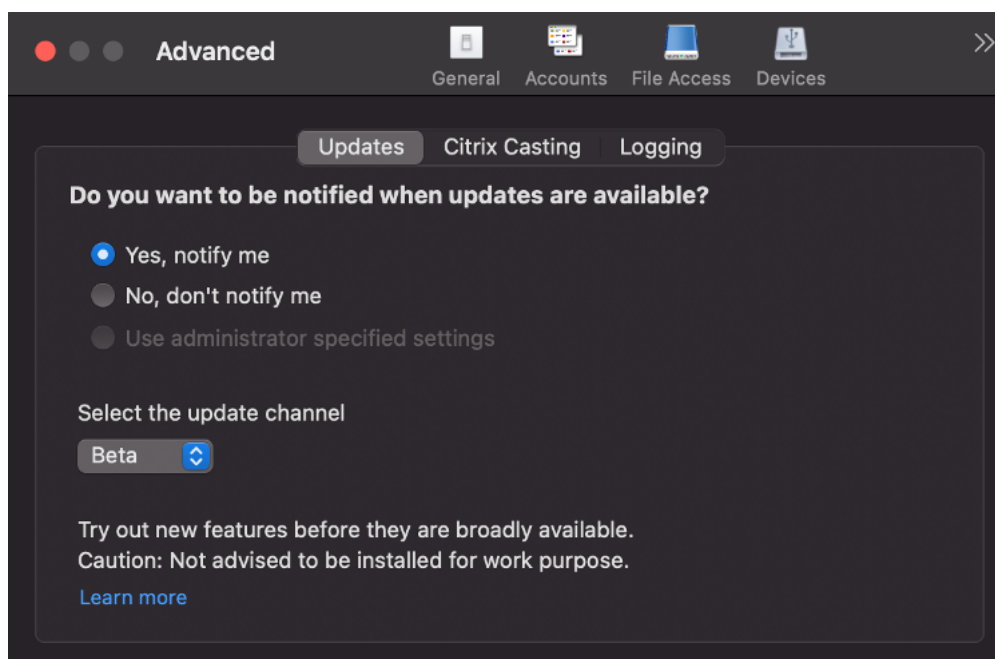 Advanced
General Accounts File Access Devices
Updates Citrix Casting Logging
Do you want to be notified when updates are available?
Yes, notify me
No, don't notify me
Use administrator specified settings
Select the update channel
Beta
Try out new features before they are broadly available.
Caution: Not advised to be installed for work purpose.
Learn more